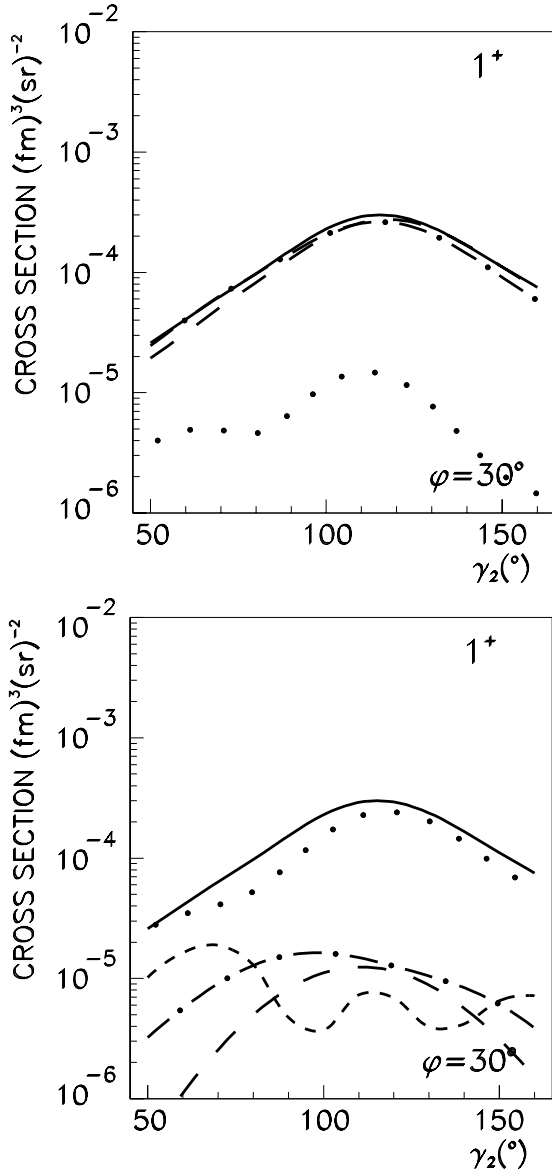 CROSS SECTION (fm)³(sr)⁻²
10⁻²
10⁻³
10⁻⁴
10⁻⁵
10⁻⁶
1⁺
φ=30°
50 100 150
γ₂(°)
CROSS SECTION (fm)³(sr)⁻²
10⁻²
10⁻³
10⁻⁴
10⁻⁵
10⁻⁶
1⁺
φ=30°
50 100 150
γ₂(°)